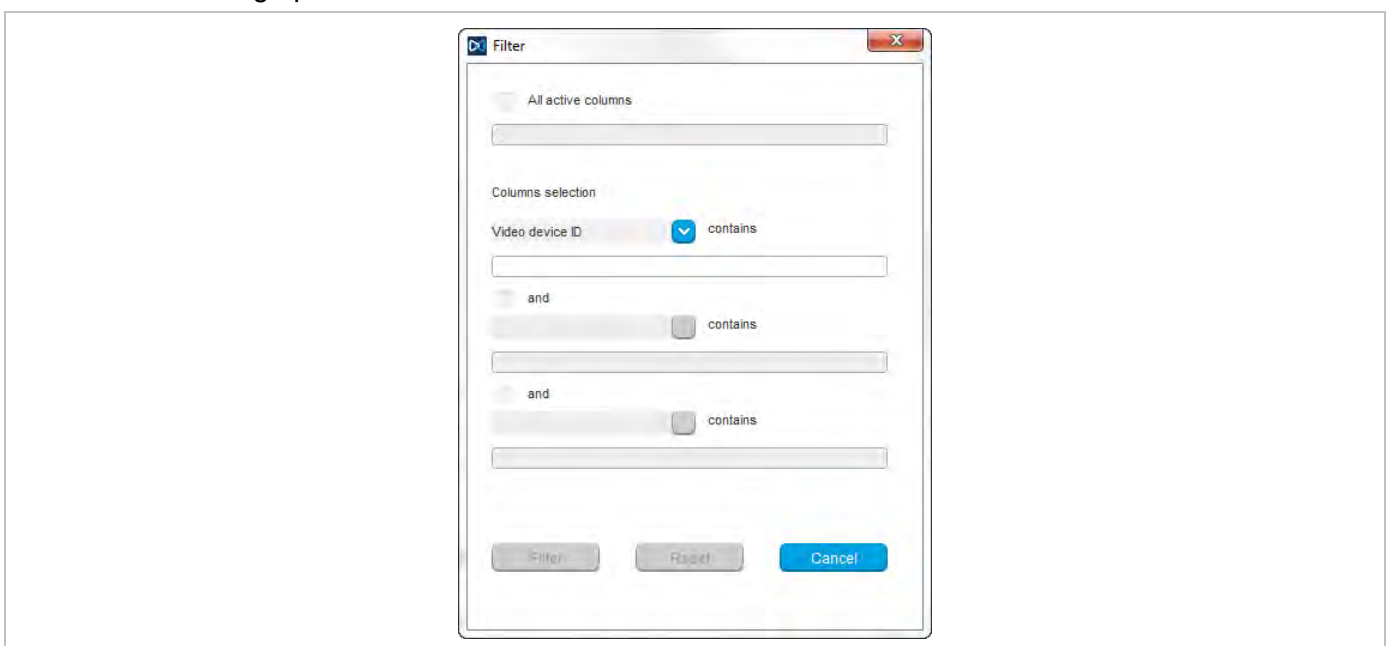 Filter
All active columns
Columns selection
Video device ID
contains
and
contains
and
contains
Filter
Reset
Cancel